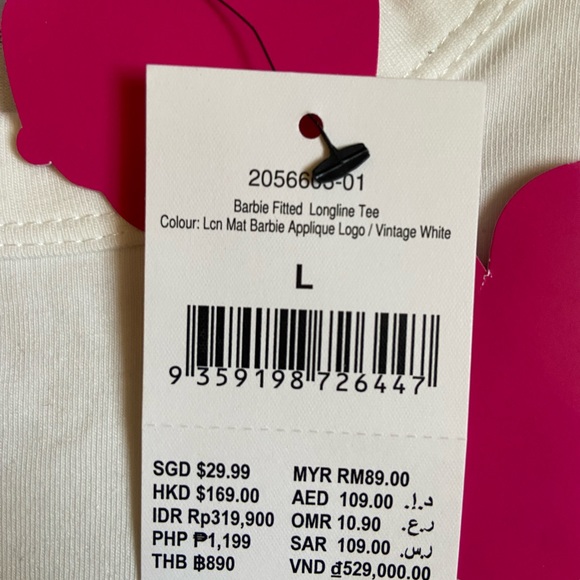 Barbie Fitted Longline Tee
Colour: Lcn Mat Barbie Applique Logo / Vintage White
L
9 359198 726447
SGD $29.99
HKD $169.00
IDR Rp319,900
PHP ₱1,199
THB ฿890
MYR RM89.00
AED 109.00 د.إ.
OMR 10.90 ر.ع.
SAR 109.00 ر.س.
VND ₫529,000.00